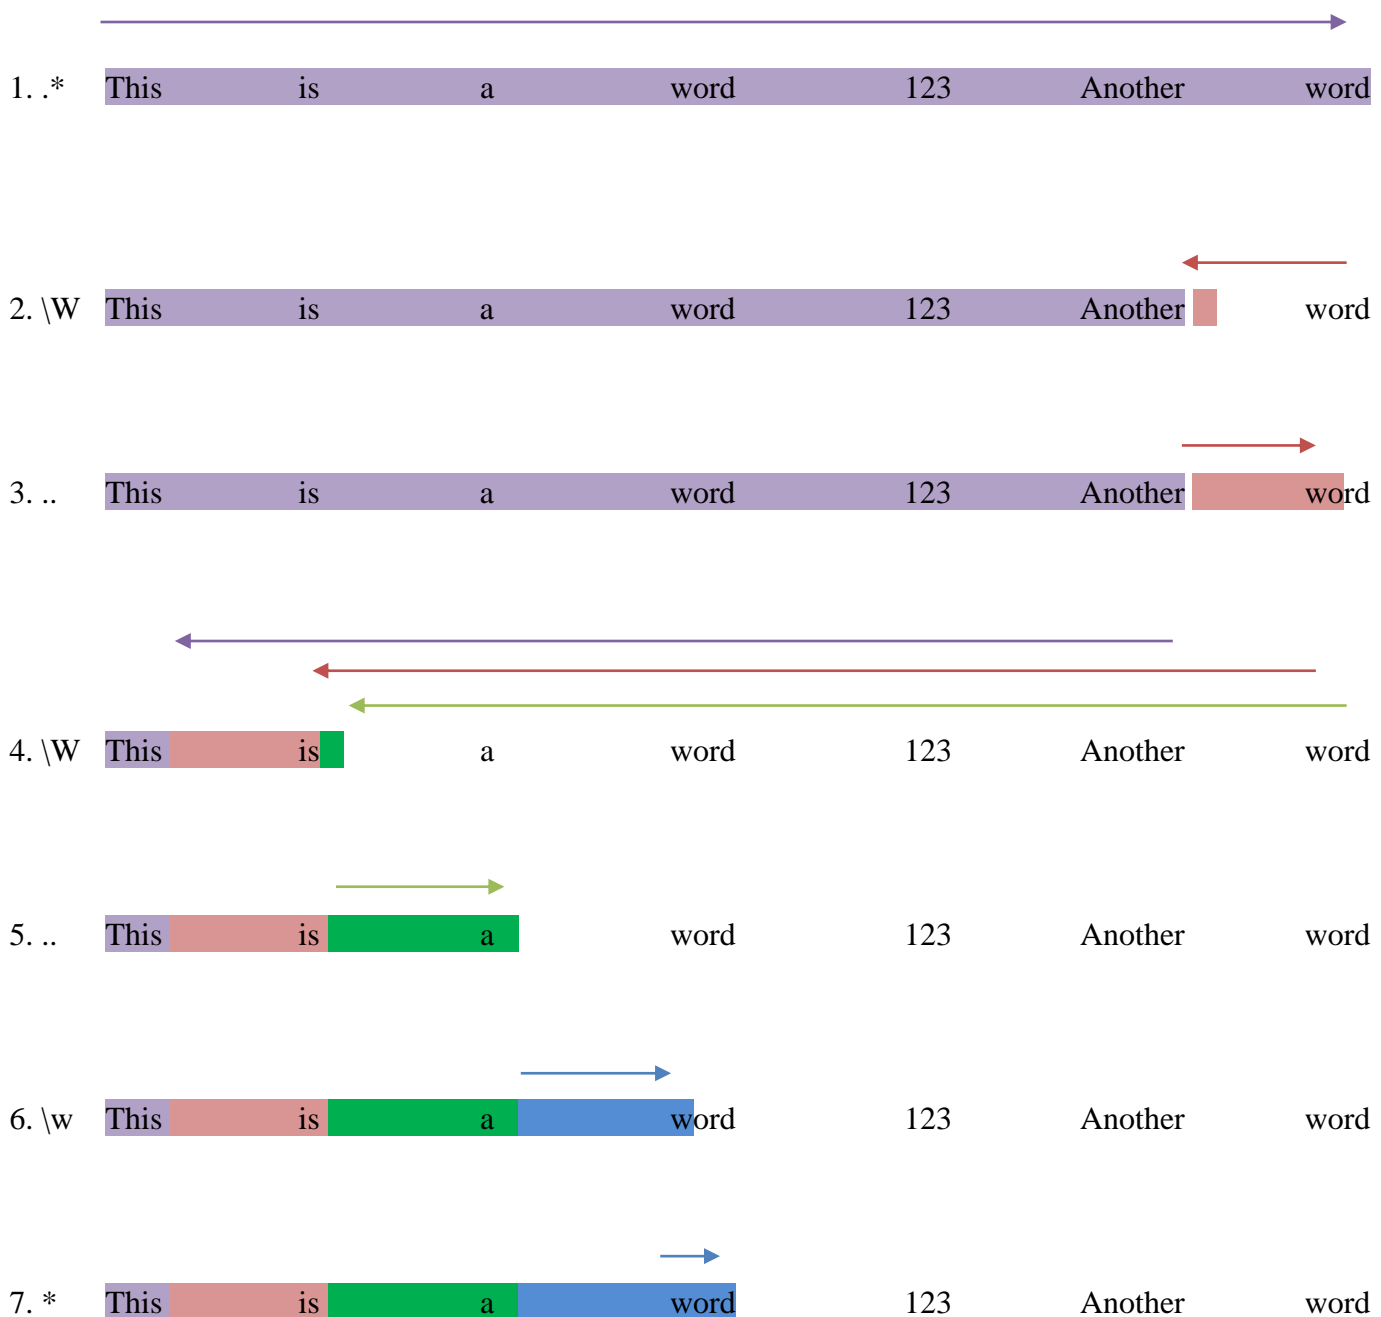 1. .* This is a word 123 Another word
2. \W This is a word 123 Another word
3. .. This is a word 123 Another word
4. \W This is a word 123 Another word
5. .. This is a word 123 Another word
6. \w This is a word 123 Another word
7. * This is a word 123 Another word